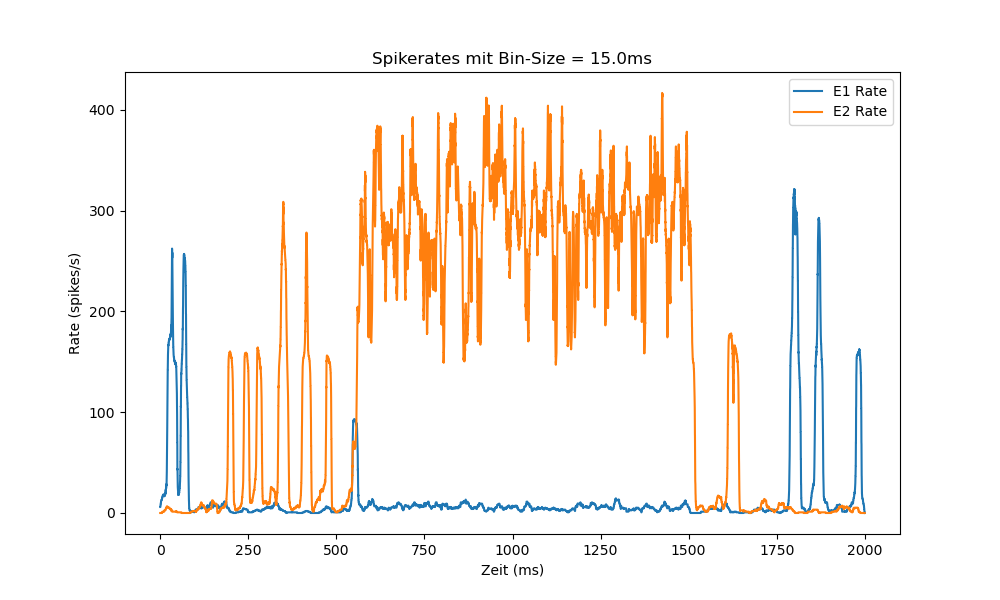 Spikerates mit Bin-Size = 15.0ms
E1 Rate
E2 Rate
Rate (spikes/s)
400
300
200
100
0
0 250 500 750 1000 1250 1500 1750 2000
Zeit (ms)